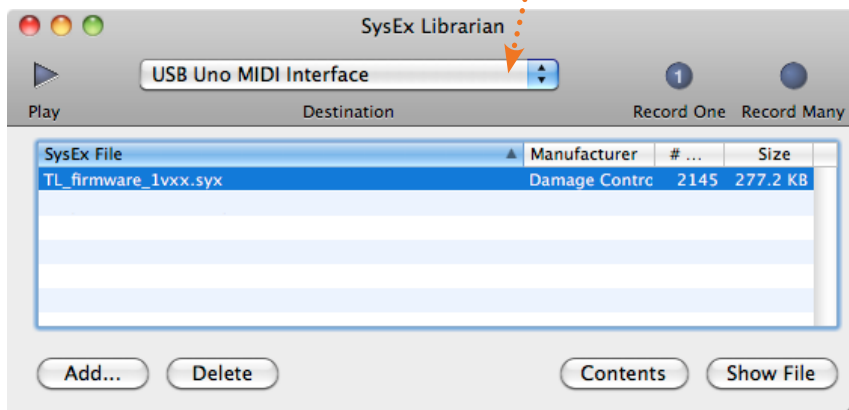 SysEx Librarian
USB Uno MIDI Interface
1
Play Destination Record One Record Many
SysEx File Manufacturer # ... Size
TL_firmware_1vxx.syx Damage Contrc 2145 277.2 KB
Add... Delete Contents Show File